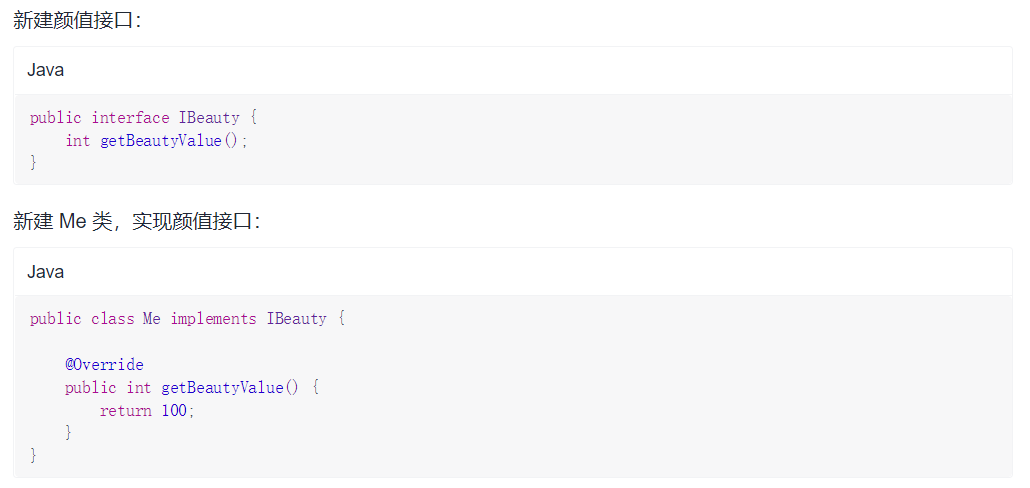 新建颜值接口：
Java
public interface IBeauty {
    int getBeautyValue();
}
新建 Me 类，实现颜值接口：
Java
public class Me implements IBeauty {
    @Override
    public int getBeautyValue() {
        return 100;
    }
}